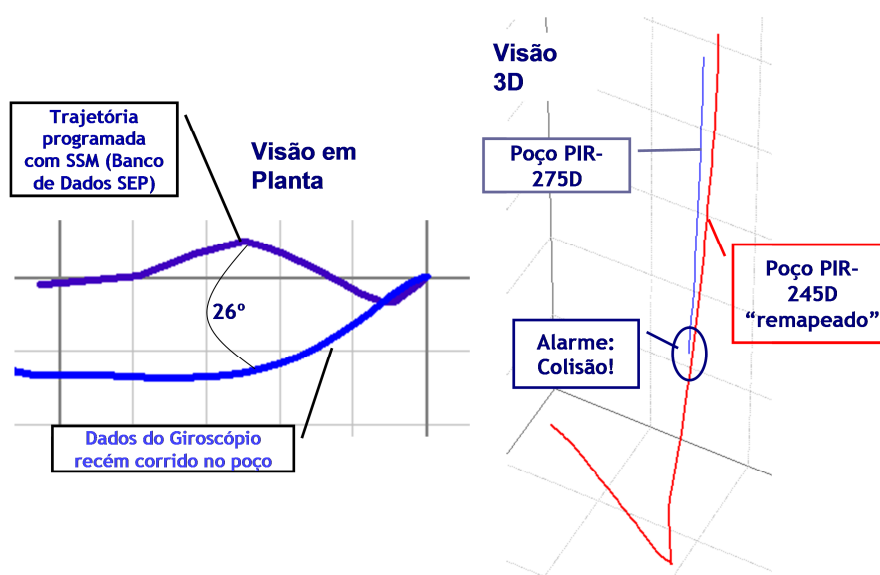 Trajetória
programada
com SSM (Banco
de Dados SEP)
Visão em
Planta
26º
Dados do Giroscópio
recém corrido no poço
Visão
3D
Poço PIR-
275D
Poço PIR-
245D
“remapeado”
Alarme:
Colisão!